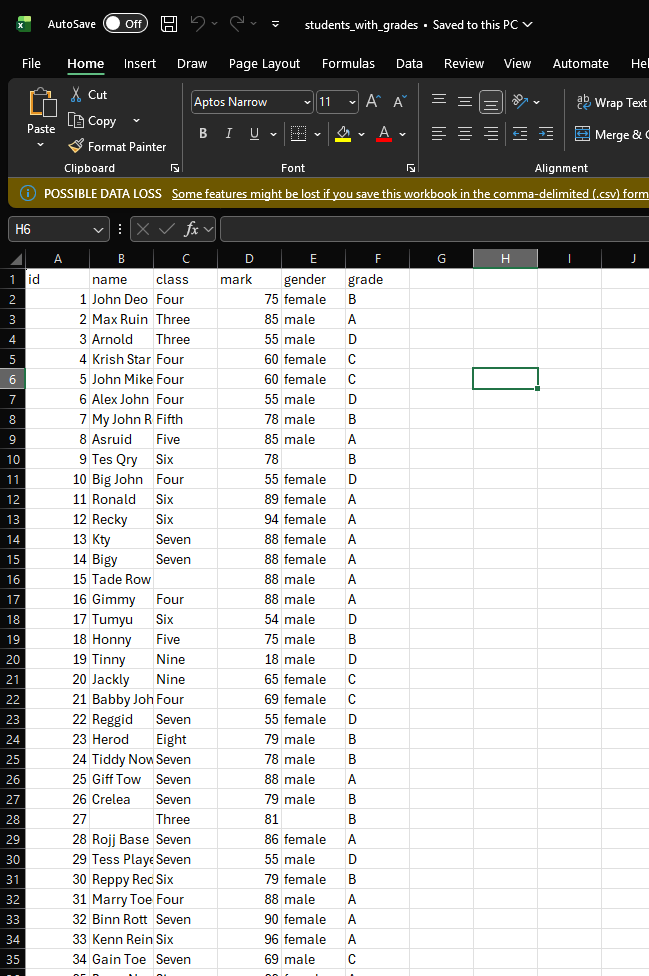 AutoSave Off students_with_grades • Saved to this PC
File Home Insert Draw Page Layout Formulas Data Review View Automate Hel
Paste
Cut
Copy
Format Painter
Clipboard
Aptos Narrow 11
B I U A
Font
ab Wrap Text
Merge & C
Alignment
POSSIBLE DATA LOSS Some features might be lost if you save this workbook in the comma-delimited (.csv) form
H6 fx
A B C D E F G H I J
1 id name class mark gender grade
2 1 John Deo Four 75 female B
3 2 Max Ruin Three 85 male A
4 3 Arnold Three 55 male D
5 4 Krish Star Four 60 female C
6 5 John Mike Four 60 female C
7 6 Alex John Four 55 male D
8 7 My John R Fifth 78 male B
9 8 Asruid Five 85 male A
10 9 Tes Qry Six 78 B
11 10 Big John Four 55 female D
12 11 Ronald Six 89 female A
13 12 Recky Six 94 female A
14 13 Kty Seven 88 female A
15 14 Bigy Seven 88 female A
16 15 Tade Row 88 male A
17 16 Gimmy Four 88 male A
18 17 Tumyu Six 54 male D
19 18 Honny Five 75 male B
20 19 Tinny Nine 18 male D
21 20 Jackly Nine 65 female C
22 21 Babby Joh Four 69 female C
23 22 Reggid Seven 55 female D
24 23 Herod Eight 79 male B
25 24 Tiddy Now Seven 78 male B
26 25 Giff Tow Seven 88 male A
27 26 Crelea Seven 79 male B
28 27 Three 81 B
29 28 Rojj Base Seven 86 female A
30 29 Tess Playe Seven 55 male D
31 30 Reppy Red Six 79 female B
32 31 Marry Toe Four 88 male A
33 32 Binn Rott Seven 90 female A
34 33 Kenn Rein Six 96 female A
35 34 Gain Toe Seven 69 male C